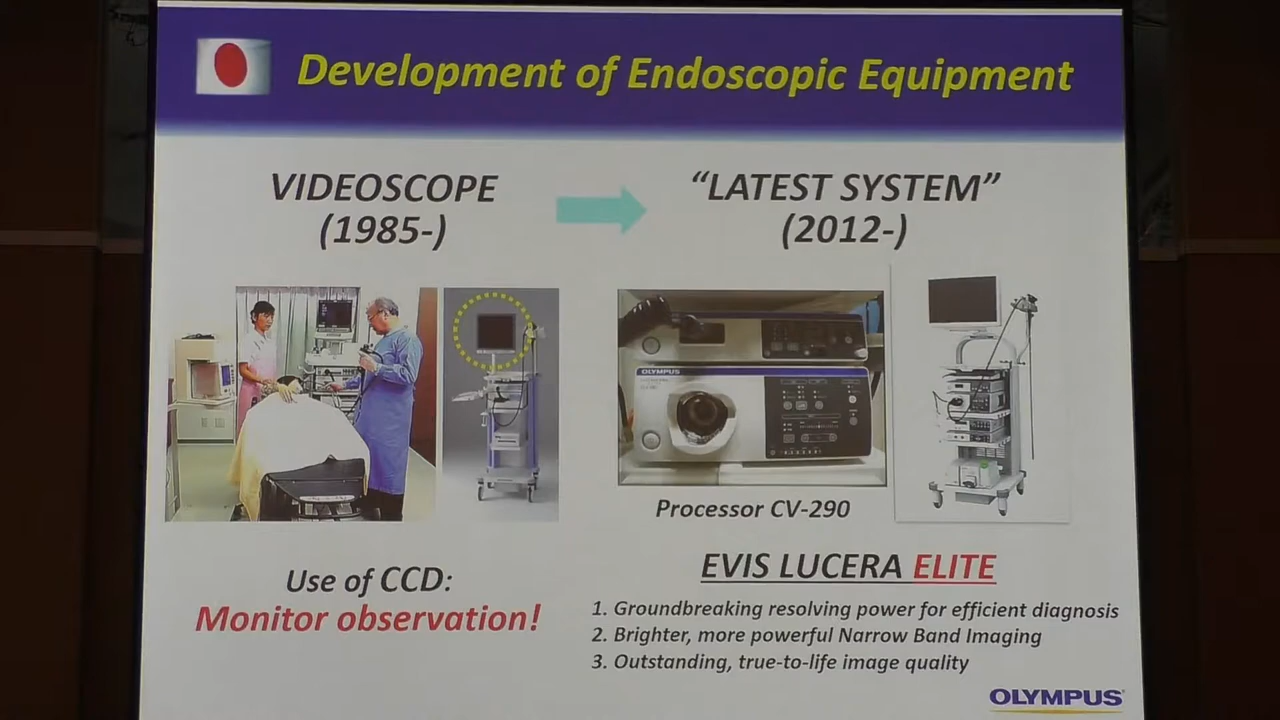 Development of Endoscopic Equipment
VIDEOSCOPE
(1985-)
“LATEST SYSTEM”
(2012-)
OLYMPUS
Processor CV-290
Use of CCD:
Monitor observation!
EVIS LUCERA ELITE
1. Groundbreaking resolving power for efficient diagnosis
2. Brighter, more powerful Narrow Band Imaging
3. Outstanding, true-to-life image quality
OLYMPUS